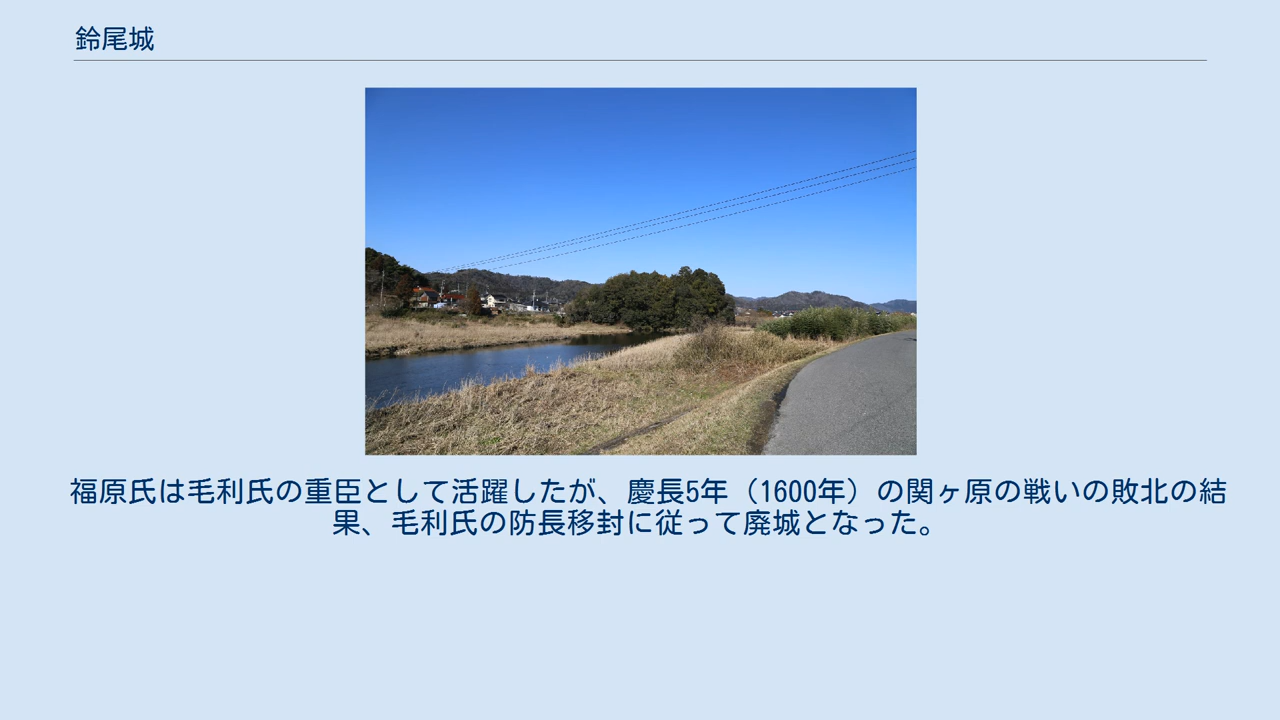 鈴尾城
福原氏は毛利氏の重臣として活躍したが、慶長5年（1600年）の関ヶ原の戦いの敗北の結
果、毛利氏の防長移封に従って廃城となった。